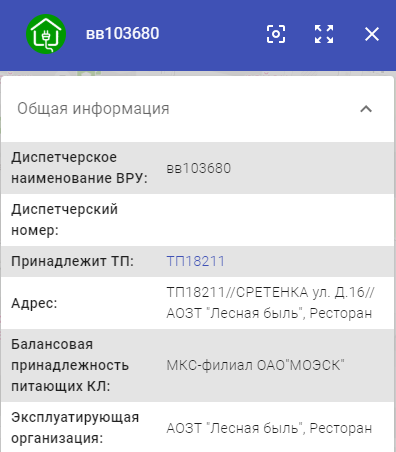 вв103680
Общая информация
Диспетчерское
наименование ВРУ:
вв103680
Диспетчерский
номер:
Принадлежит ТП:
ТП18211
Адрес:
ТП18211//СРЕТЕНКА ул. Д.16//
АОЗТ "Лесная быль", Ресторан
Балансовая
принадлежность
питающих КЛ:
МКС-филиал ОАО"МОЭСК"
Эксплуатирующая
организация:
АОЗТ "Лесная быль", Ресторан